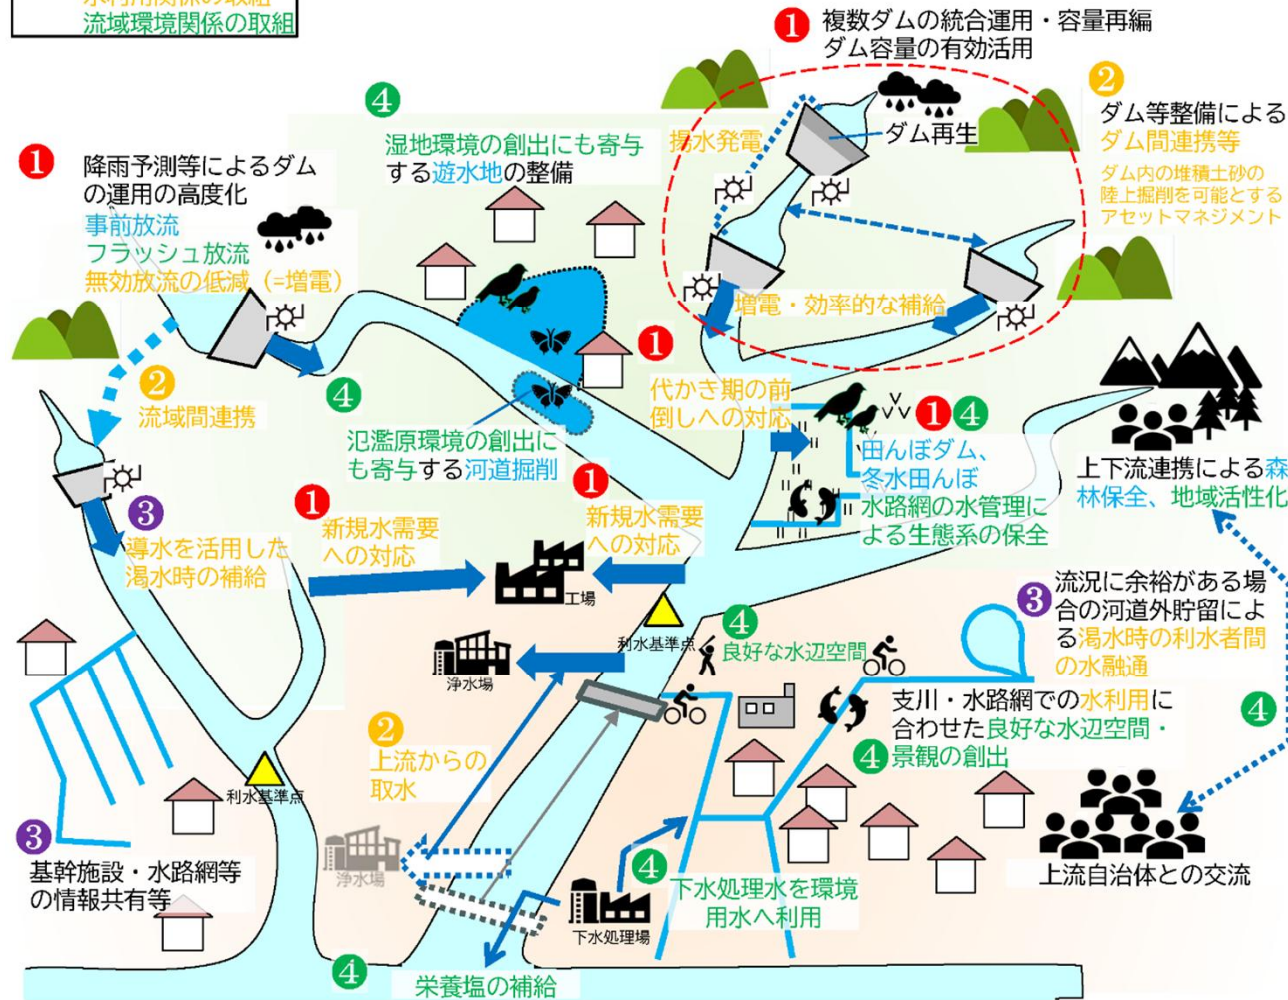 水利用関係の取組
流域環境関係の取組
❶
複数ダムの統合運用・容量再編
ダム容量の有効活用
❷
ダム等整備による
ダム間連携等
ダム内の堆積土砂の
陸上掘削を可能とする
アセットマネジメント
揚水発電
ダム再生
増電・効率的な補給
❹
湿地環境の創出にも寄与
する遊水地の整備
❶
降雨予測等によるダム
の運用の高度化
事前放流
フラッシュ放流
無効放流の低減（=増電）
❷
流域間連携
❹
氾濫原環境の創出に
も寄与する河道掘削
❶
代かき期の前
倒しへの対応
❶❹
田んぼダム、
冬水田んぼ
水路網の水管理に
よる生態系の保全
上下流連携による森
林保全、地域活性化
❸
導水を活用した
渇水時の補給
❶
新規水需要
への対応
❶
新規水需要
への対応
工場
利水基準点
浄水場
❹
良好な水辺空間
❸
流況に余裕がある場
合の河道外貯留によ
る渇水時の利水者間
の水融通
支川・水路網での水利用に
合わせた良好な水辺空間・
❹
景観の創出
❹
❷
上流からの
取水
利水基準点
浄水場
❸
基幹施設・水路網等
の情報共有等
下水処理場
❹
下水処理水を環境
用水へ利用
上流自治体との交流
❹
栄養塩の補給